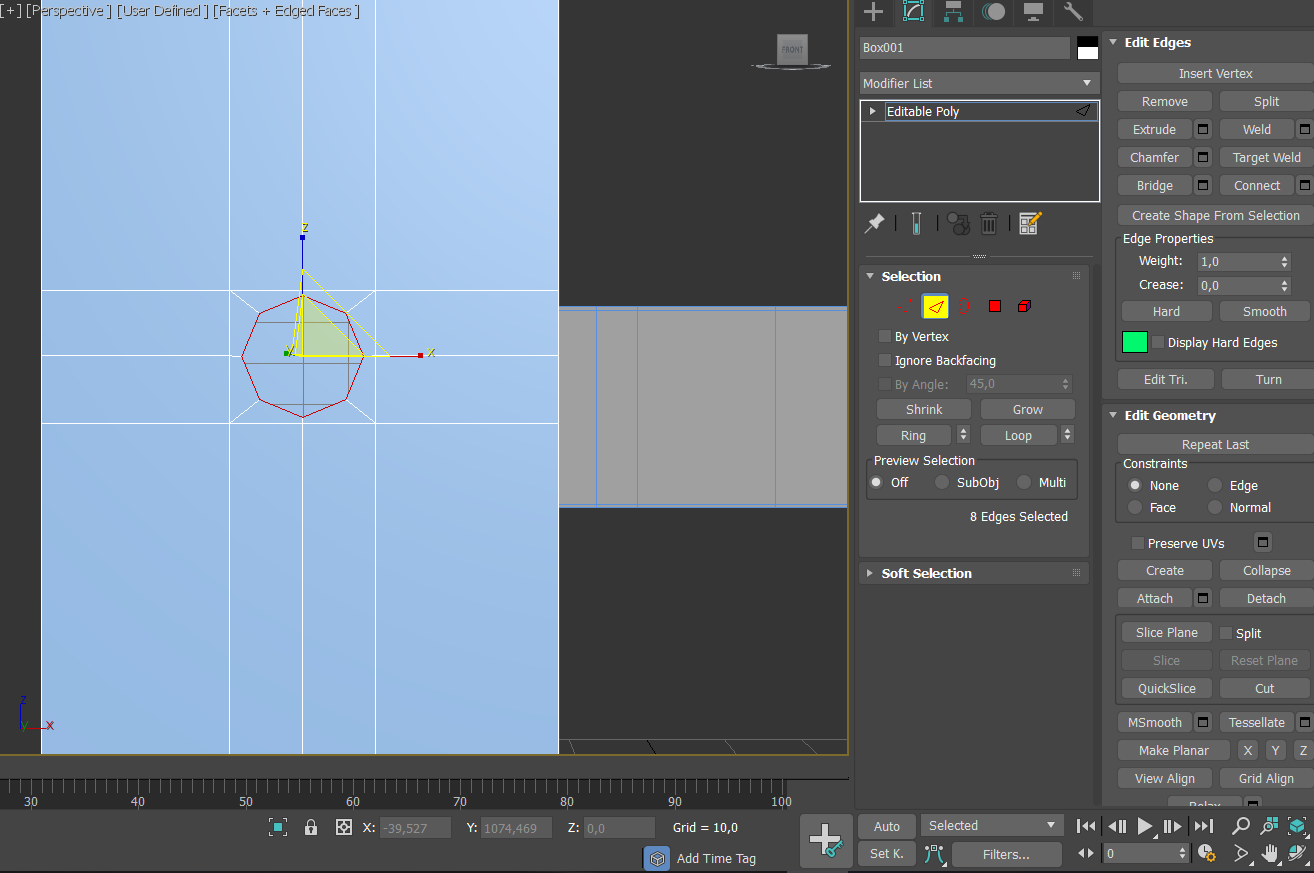 [+] [Perspective ] [User Defined ] [Facets + Edged Faces ]
FRONT
z
x
y
z
x
y
30 40 50 60 70 80 90 100
X: -39,527 Y: 1074,469 Z: 0,0 Grid = 10,0
Add Time Tag
Box001
Modifier List
Editable Poly
Selection
By Vertex
Ignore Backfacing
By Angle: 45,0
Shrink Grow
Ring Loop
Preview Selection
Off SubObj Multi
8 Edges Selected
Soft Selection
Edit Edges
Insert Vertex
Remove Split
Extrude Weld
Chamfer Target Weld
Bridge Connect
Create Shape From Selection
Edge Properties
Weight: 1,0
Crease: 0,0
Hard Smooth
Display Hard Edges
Edit Tri. Turn
Edit Geometry
Repeat Last
Constraints
None Edge
Face Normal
Preserve UVs
Create Collapse
Attach Detach
Slice Plane Split
Slice Reset Plane
QuickSlice Cut
MSmooth Tessellate
Make Planar X Y Z
View Align Grid Align
Relax
Auto Selected
Set K. Filters... 0